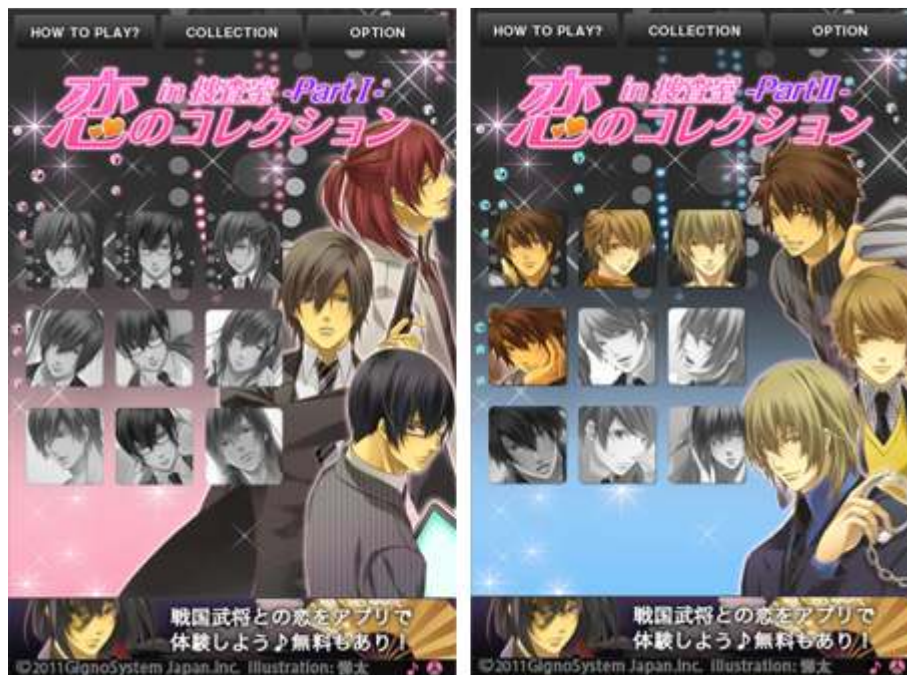 HOW TO PLAY?
COLLECTION
OPTION
in 捜査室 -Part I-
恋のコレクション
戦国武将との恋をアプリで
体験しよう♪無料もあり！
©2011GignoSystem Japan.Inc. Illustration:
HOW TO PLAY?
COLLECTION
OPTION
in 捜査室 -Part II-
恋のコレクション
戦国武将との恋をアプリで
体験しよう♪無料もあり！
©2011GignoSystem Japan.Inc. Illustration: